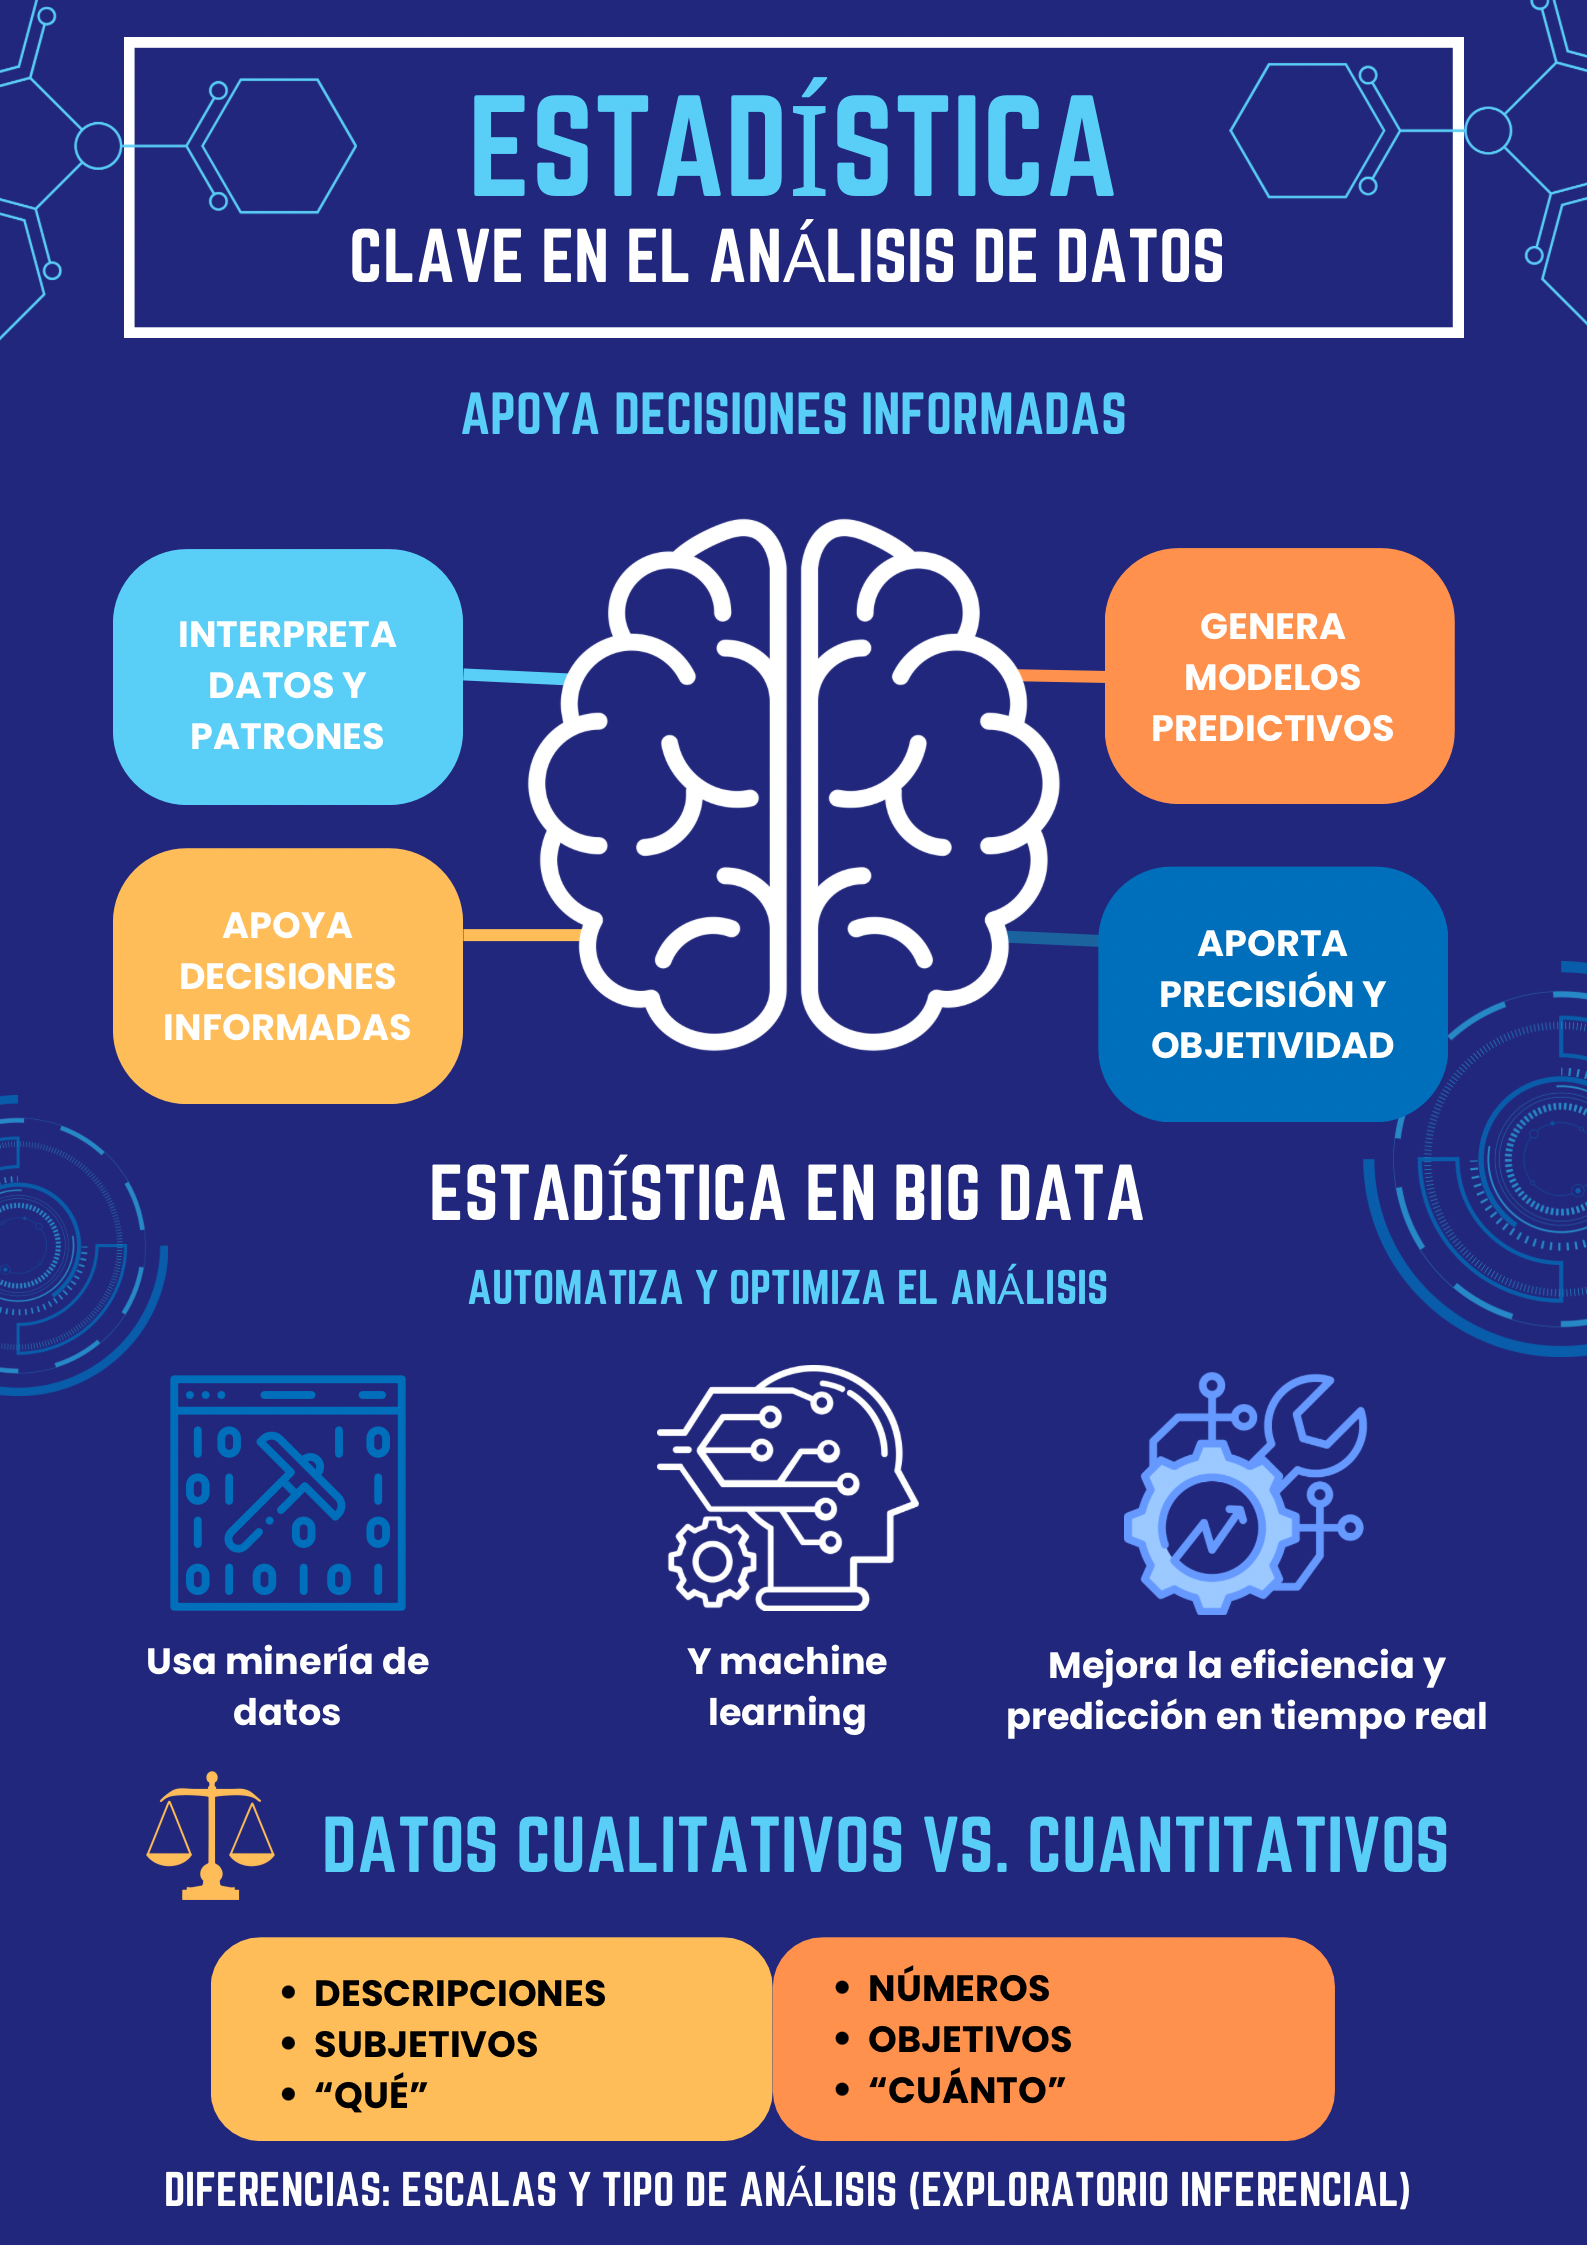 ESTADÍSTICA
CLAVE EN EL ANÁLISIS DE DATOS
APOYA DECISIONES INFORMADAS
INTERPRETA
DATOS Y
PATRONES
GENERA
MODELOS
PREDICTIVOS
APOYA
DECISIONES
INFORMADAS
APORTA
PRECISIÓN Y
OBJETIVIDAD
ESTADÍSTICA EN BIG DATA
AUTOMATIZA Y OPTIMIZA EL ANÁLISIS
Usa minería de
datos
Y machine
learning
Mejora la eficiencia y
predicción en tiempo real
DATOS CUALITATIVOS VS. CUANTITATIVOS
• DESCRIPCIONES
• SUBJETIVOS
• “QUÉ”
• NÚMEROS
• OBJETIVOS
• “CUÁNTO”
DIFERENCIAS: ESCALAS Y TIPO DE ANÁLISIS (EXPLORATORIO INFERENCIAL)